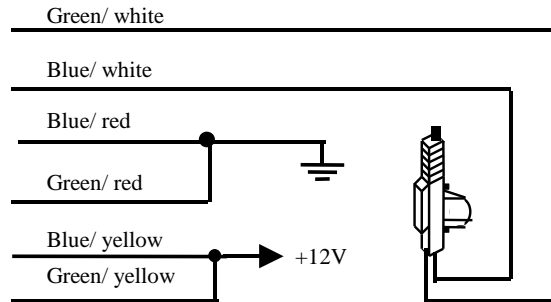 Green/ white
Blue/ white
Blue/ red
Green/ red
Blue/ yellow
+12V
Green/ yellow